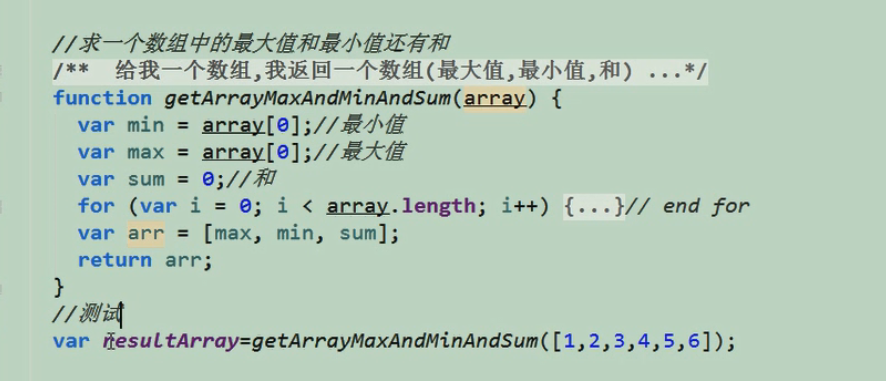 //求一个数组中的最大值和最小值还有和
/**  给我一个数组,我返回一个数组(最大值,最小值,和) ...*/
function getArrayMaxAndMinAndSum(array) {
  var min = array[0];//最小值
  var max = array[0];//最大值
  var sum = 0;//和
  for (var i = 0; i < array.length; i++) {...}// end for
  var arr = [max, min, sum];
  return arr;
}
//测试
var resultArray=getArrayMaxAndMinAndSum([1,2,3,4,5,6]);